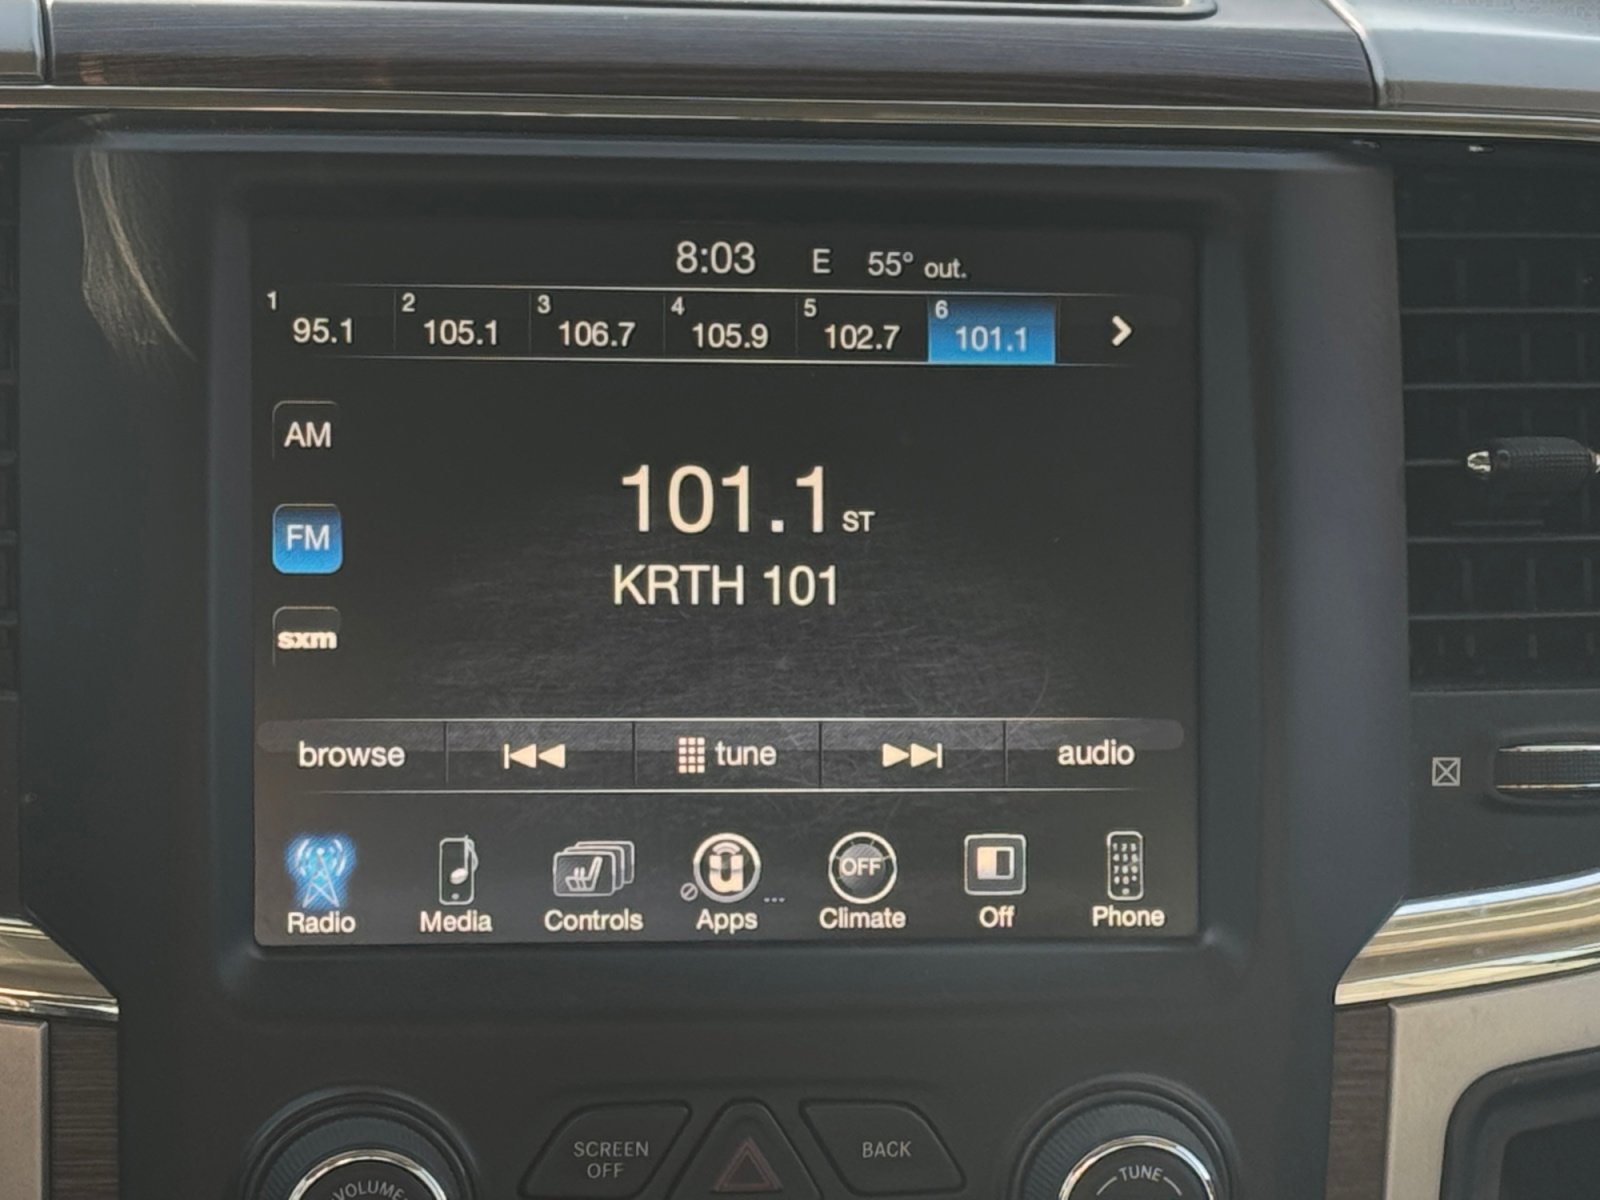 8:03 E 55° out.
1 95.1 2 105.1 3 106.7 4 105.9 5 102.7 6 101.1
AM
101.1 ST
FM
KRTH 101
sxm
browse tune audio
OFF
Radio Media Controls Apps Climate Off Phone
SCREEN OFF BACK
VOLUME TUNE